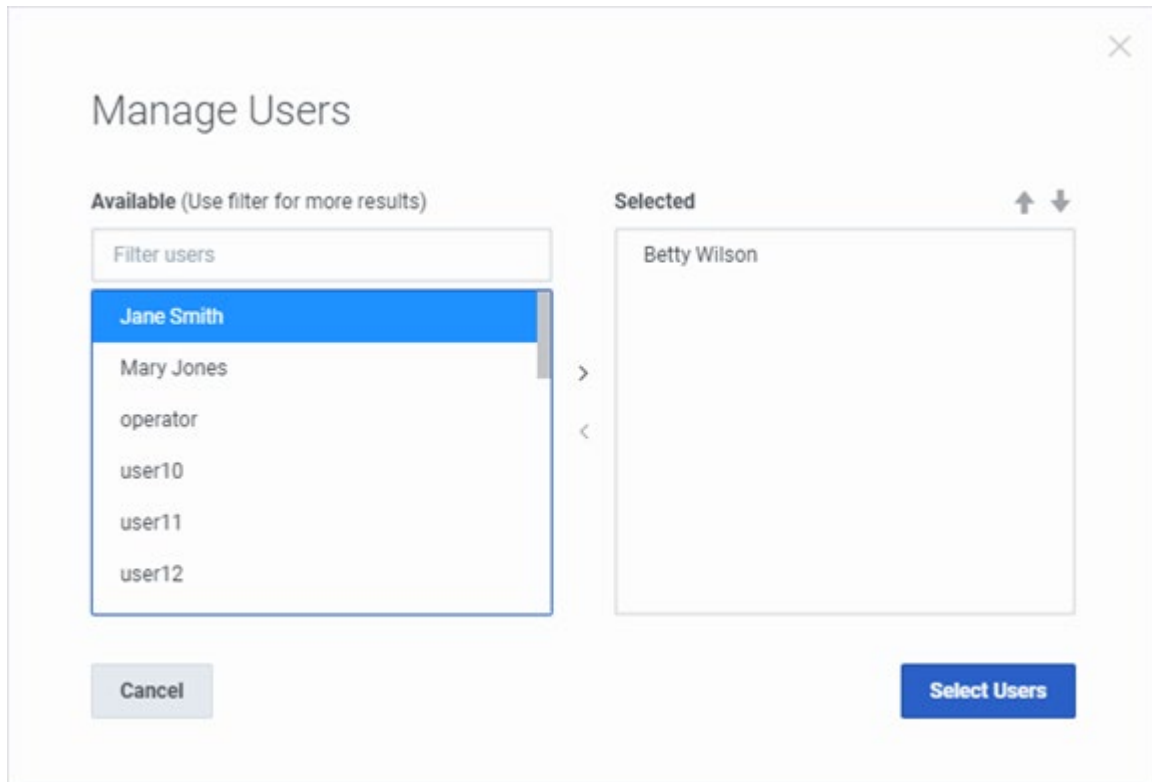 Manage Users
Available (Use filter for more results)
Filter users
Jane Smith
Mary Jones
operator
user10
user11
user12
Selected
Betty Wilson
Cancel
Select Users